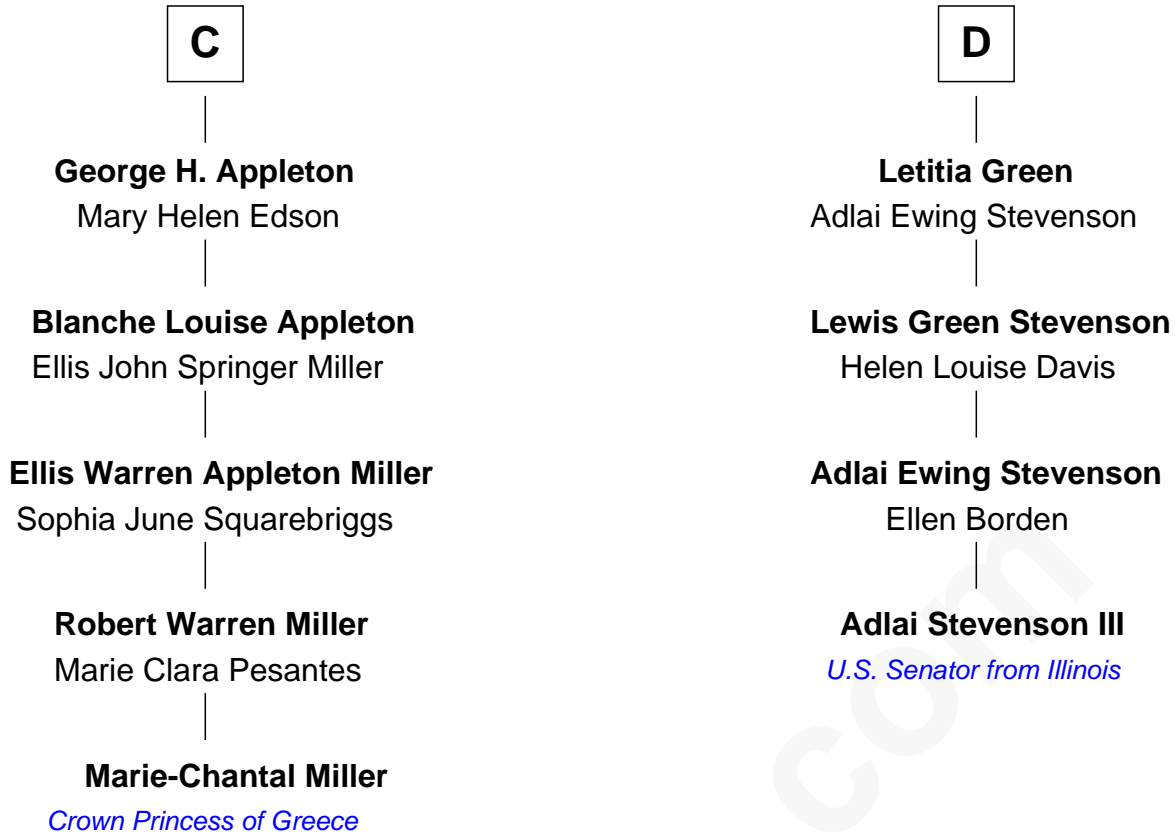 C
George H. Appleton
Mary Helen Edson
Blanche Louise Appleton
Ellis John Springer Miller
Ellis Warren Appleton Miller
Sophia June Squarebriggs
Robert Warren Miller
Marie Clara Pesantes
Marie-Chantal Miller
Crown Princess of Greece
D
Letitia Green
Adlai Ewing Stevenson
Lewis Green Stevenson
Helen Louise Davis
Adlai Ewing Stevenson
Ellen Borden
Adlai Stevenson III
U.S. Senator from Illinois
com